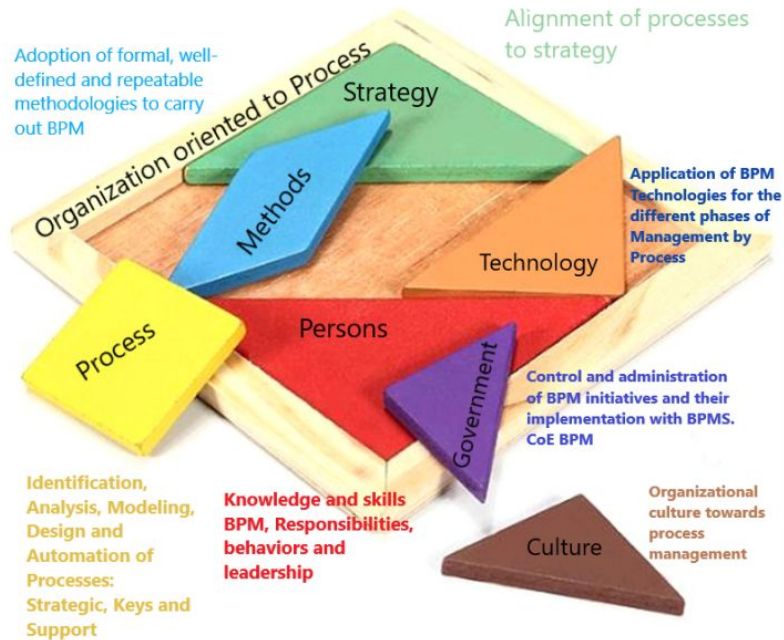 Alignment of processes
to strategy
Adoption of formal, well-
defined and repeatable
methodologies to carry
out BPM
Organization oriented to Process
Strategy
Methods
Application of BPM
Technologies for the
different phases of
Management by
Process
Technology
Process
Persons
Government
Control and administration
of BPM initiatives and their
implementation with BPMS.
CoE BPM
Identification,
Analysis, Modeling,
Design and
Automation of
Processes:
Strategic, Keys and
Support
Knowledge and skills
BPM, Responsibilities,
behaviors and
leadership
Culture
Organizational
culture towards
process
management